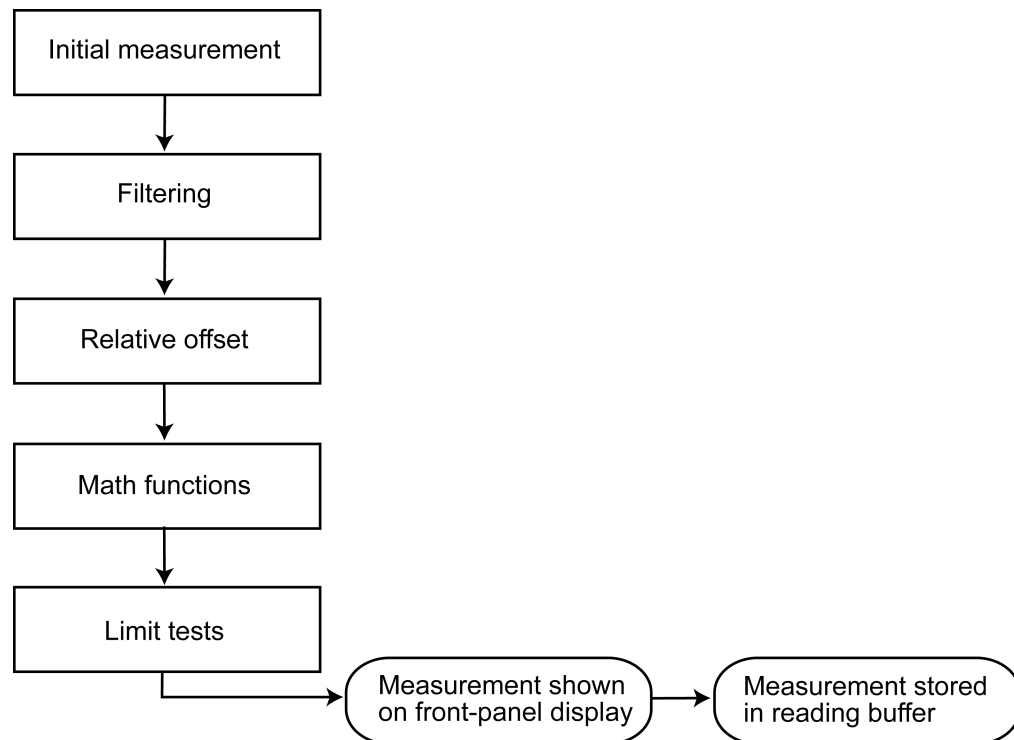 Initial measurement
Filtering
Relative offset
Math functions
Limit tests
Measurement shown
on front-panel display
Measurement stored
in reading buffer